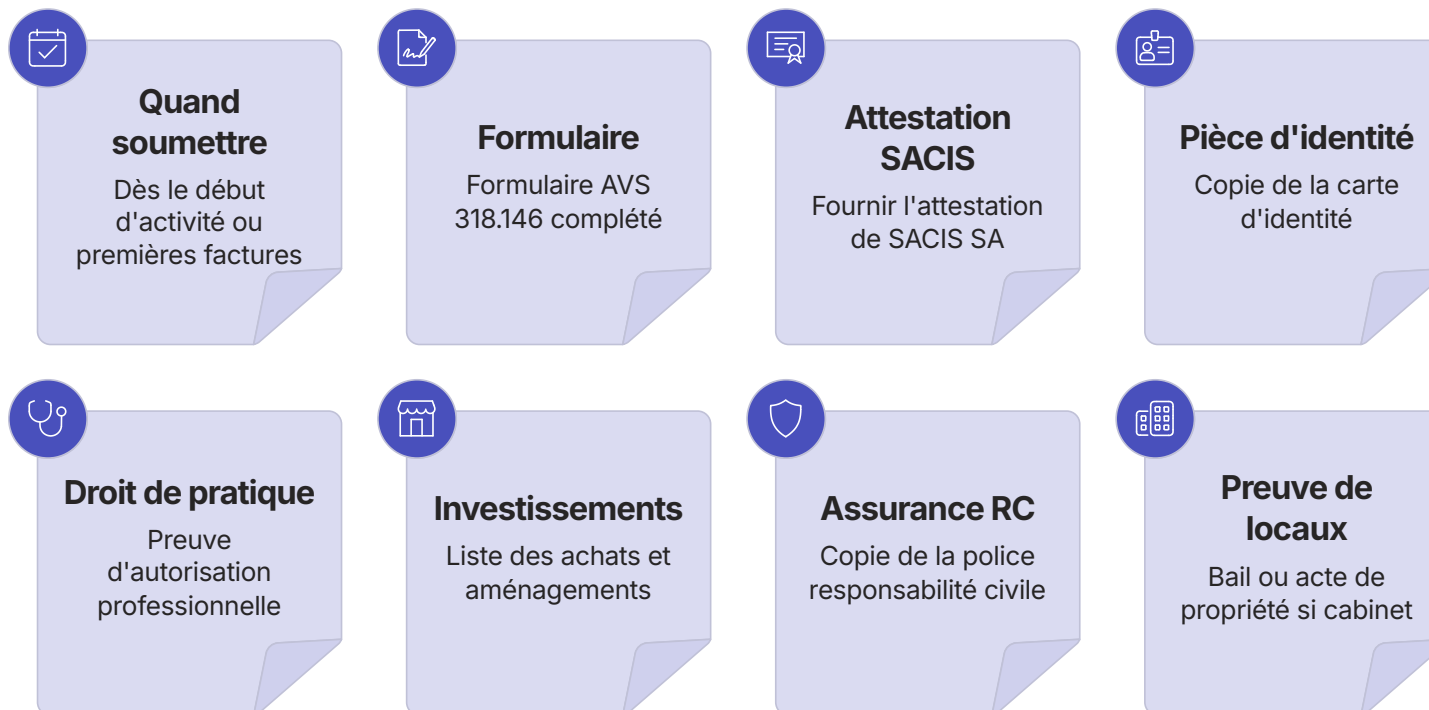 Quand
soumettre
Dès le début
d'activité ou
premières factures
Formulaire
Formulaire AVS
318.146 complété
Attestation
SACIS
Fournir l'attestation
de SACIS SA
Pièce d'identité
Copie de la carte
d'identité
Droit de pratique
Preuve
d'autorisation
professionnelle
Investissements
Liste des achats et
aménagements
Assurance RC
Copie de la police
responsabilité civile
Preuve de
locaux
Bail ou acte de
propriété si cabinet